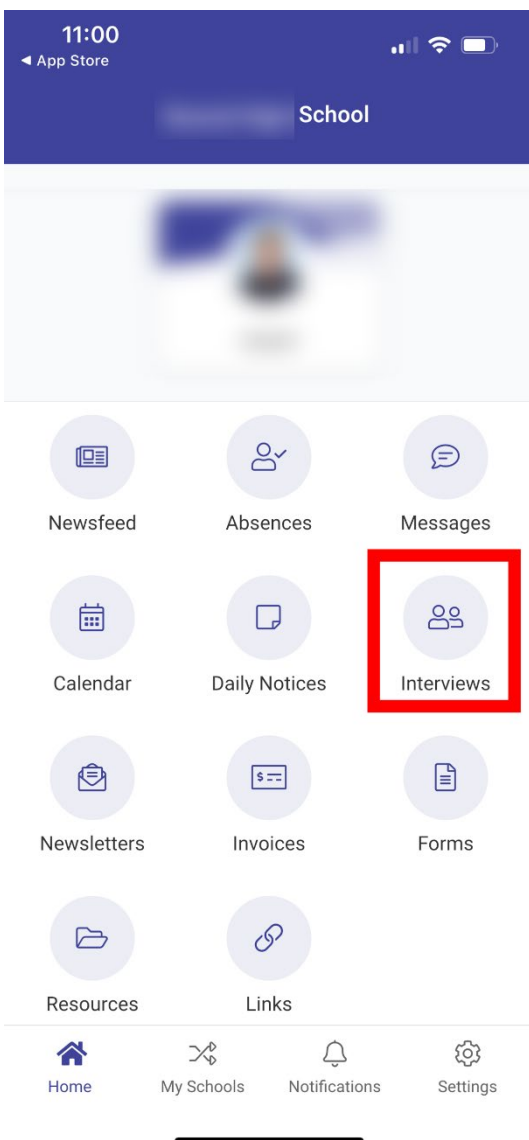 11:00
◀ App Store
School
Newsfeed
Absences
Messages
Calendar
Daily Notices
Interviews
Newsletters
$
Invoices
Forms
Resources
Links
Home
My Schools
Notifications
Settings